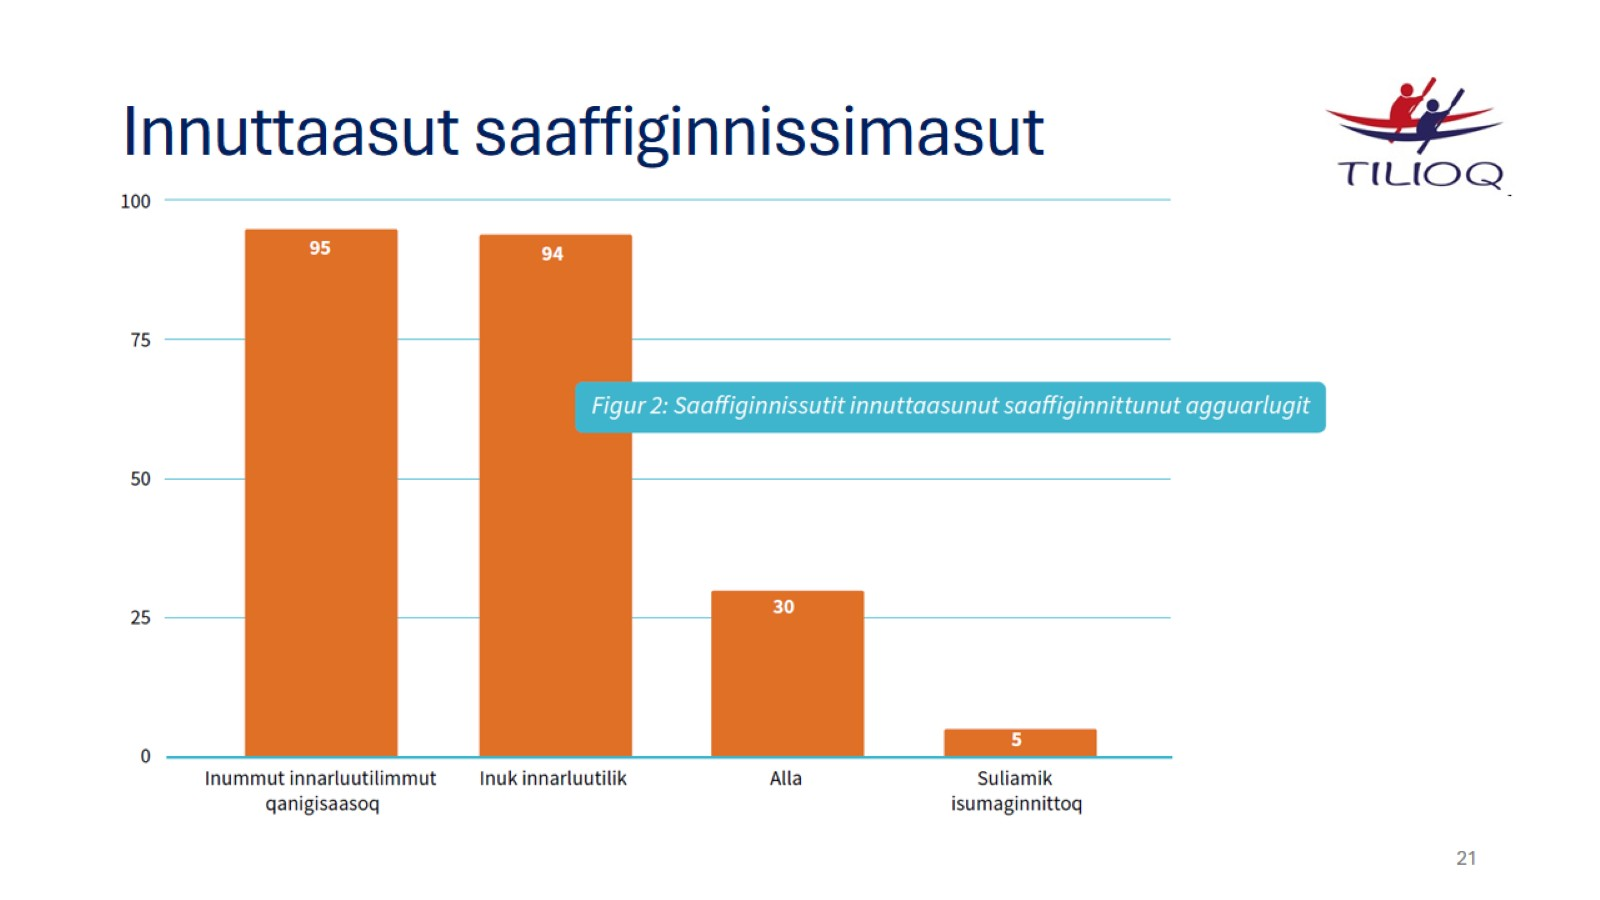 Innuttaasut saaffiginnissimasut
TILIOQ
100
75
50
25
0
95
94
30
5
Figur 2: Saaffiginnissutit innuttaasunut saaffiginnittunut agguarlugit
Inummut innarluutilimmut
qanigisaasoq
Inuk innarluutilik
Alla
Suliamik
isumaginnittoq
21